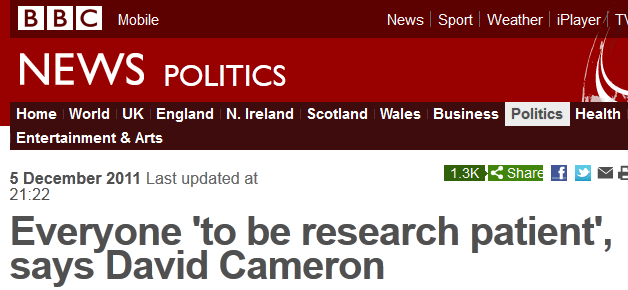 BBC Mobile News Sport Weather iPlayer
NEWS POLITICS
Home World UK England N. Ireland Scotland Wales Business Politics Health
Entertainment & Arts
5 December 2011 Last updated at
21:22
1.3K Share
Everyone 'to be research patient',
says David Cameron